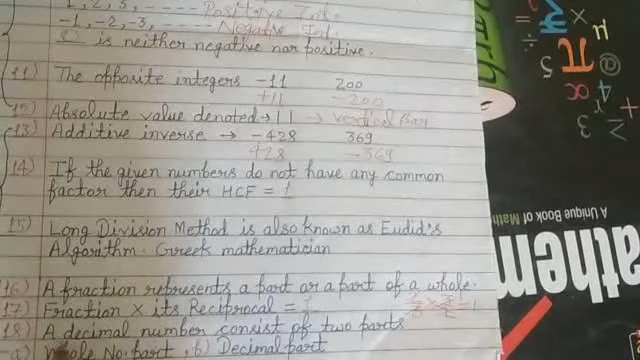 1, 2, 3, ---- Positive Int.
-1, -2, -3, ---- Negative Int.
0 is neither negative nor positive.
11) The opposite integers -11 200
+11 -200
12) Absolute value denoted → | | → vertical Bar
13) Additive inverse → -428 369
428 -369
14) If the given numbers do not have any common
factor then their HCF = 1
15) Long Division Method is also known as Euclid's
Algorithm. Greek mathematician
16) A fraction represents a part or a part of a whole.
17) Fraction × its Reciprocal = 1
18) A decimal number consist of two parts
a) Whole No. part, b) Decimal part
A Unique Book of Math
athem